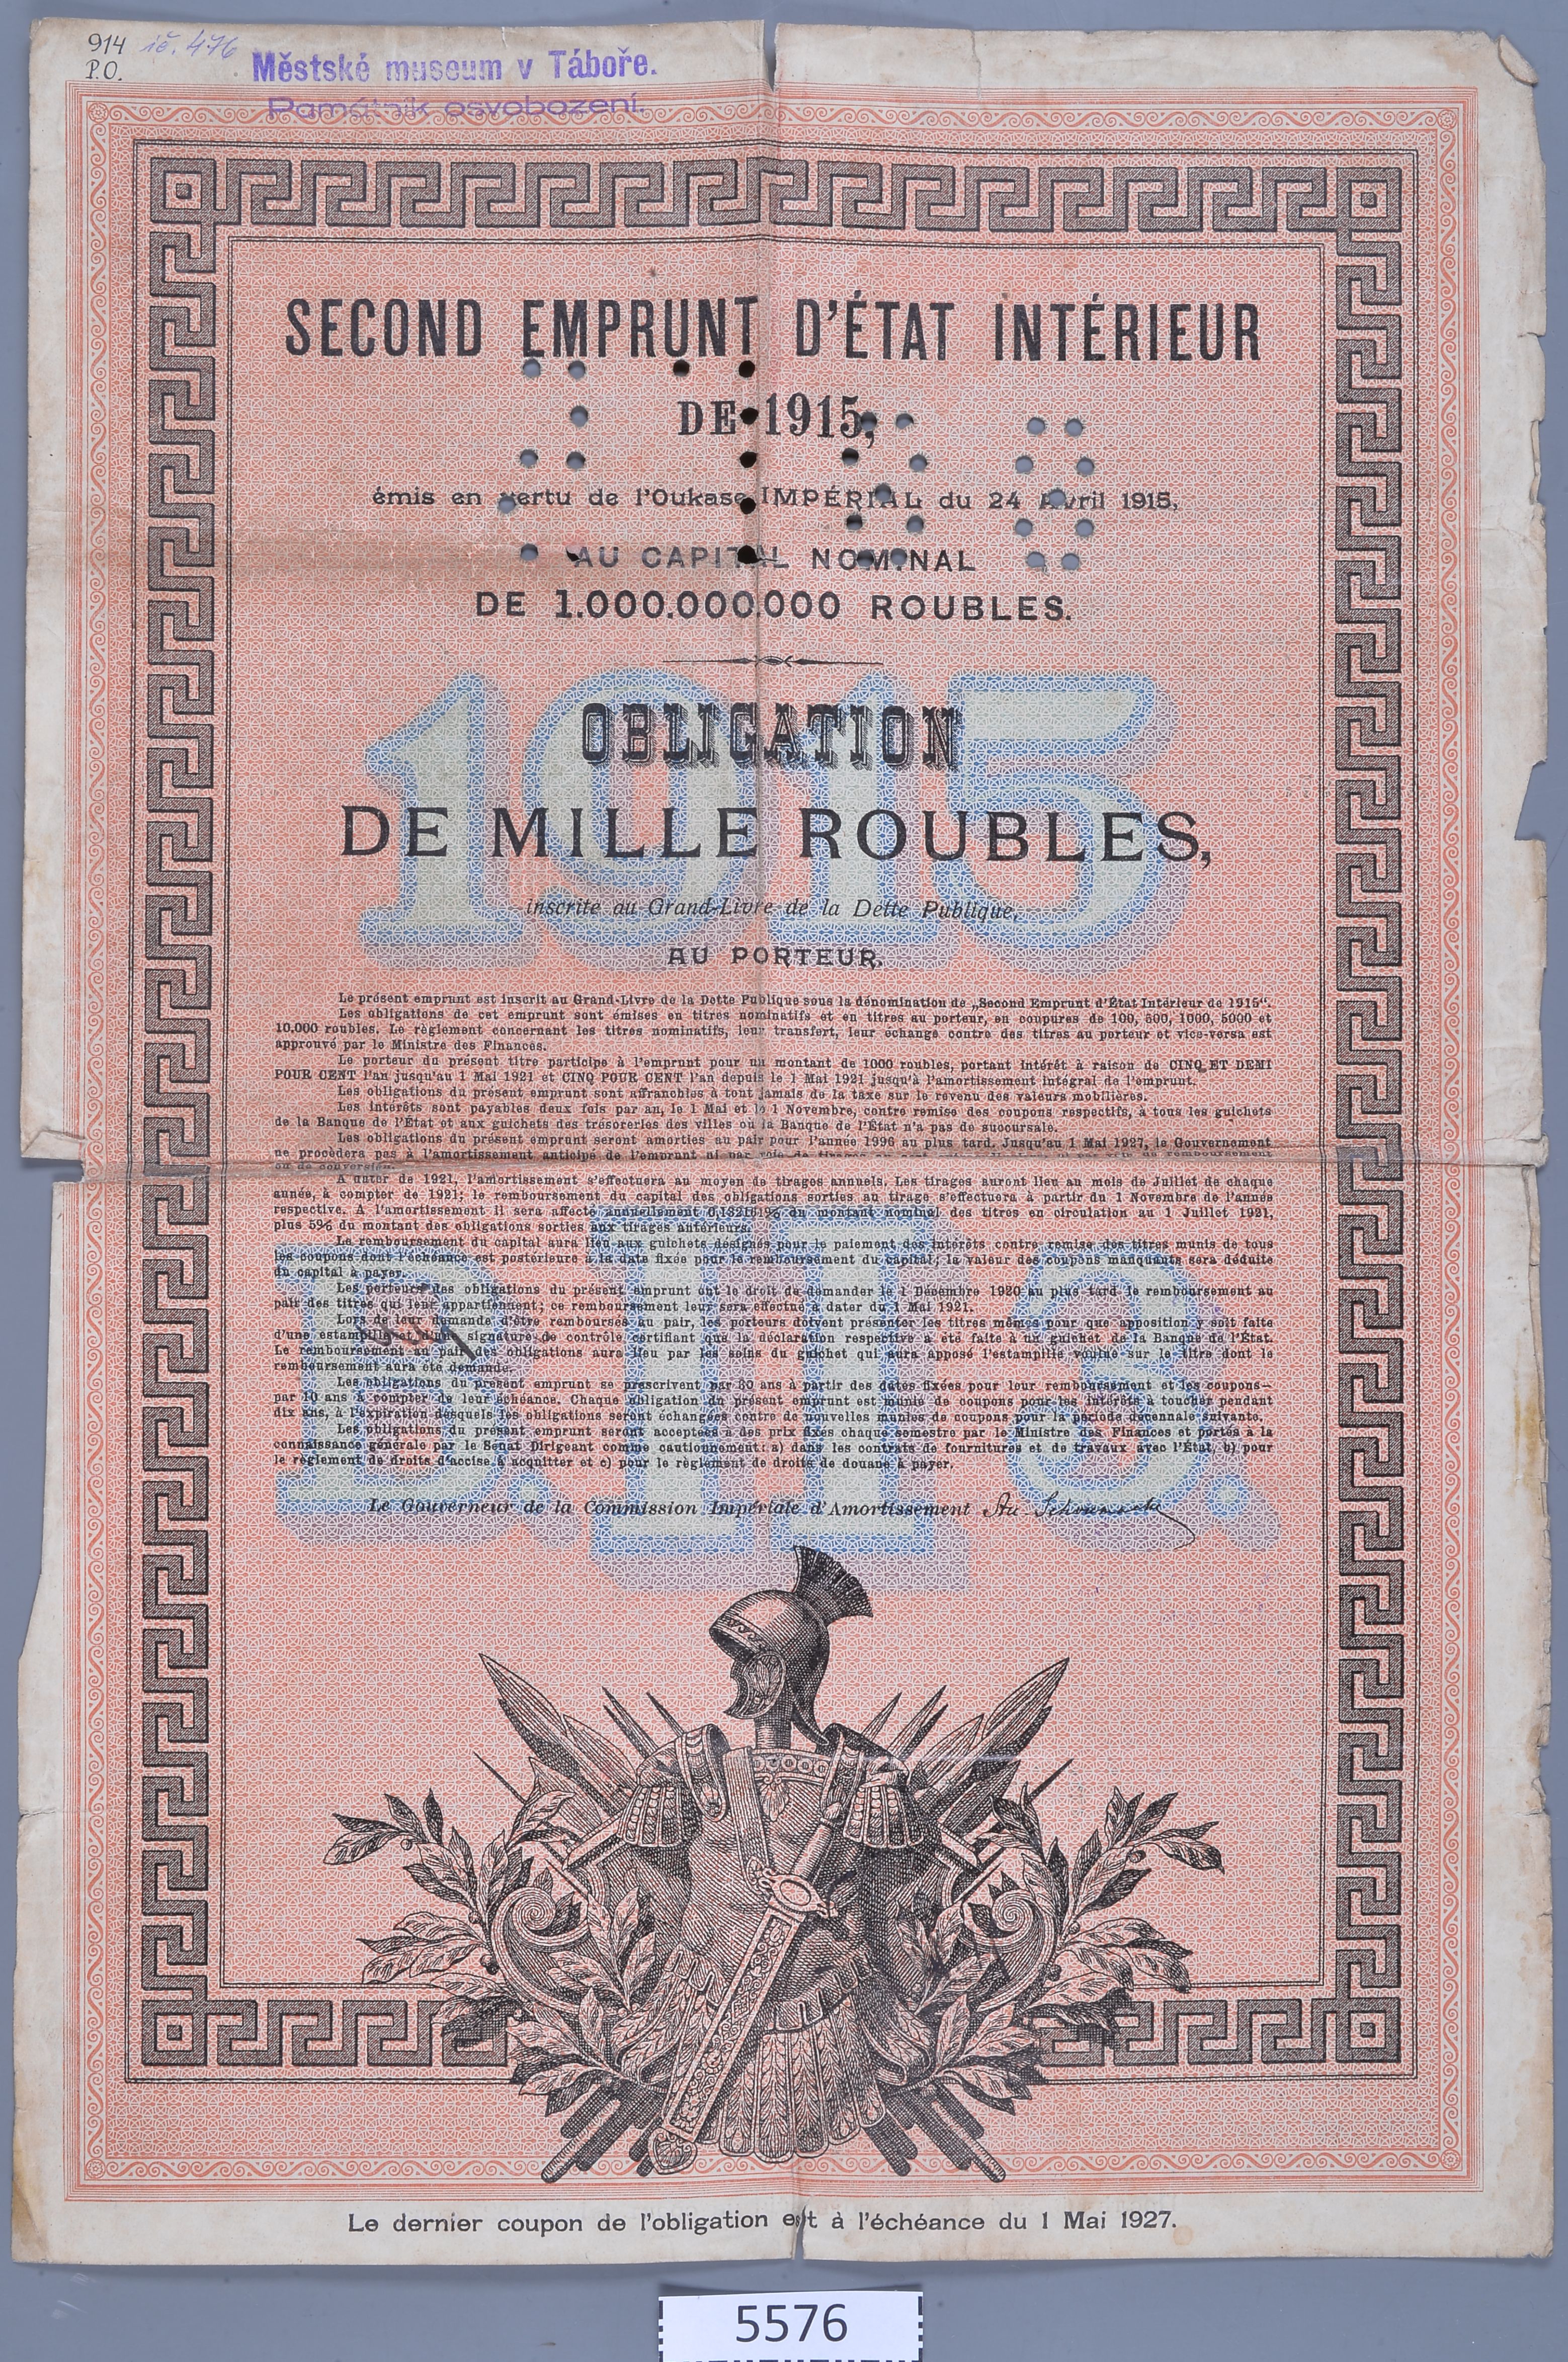 914 ič. 476
P.O.
Městské museum v Táboře.
Památník osvobození.
SECOND EMPRUNT D'ÉTAT INTÉRIEUR
DE 1915,
émis en vertu de l'Oukase IMPÉRIAL du 24 Avril 1915,
AU CAPITAL NOMINAL
DE 1.000.000.000 ROUBLES.
1915
OBLIGATION
DE MILLE ROUBLES,
inscrite au Grand-Livre de la Dette Publique,
AU PORTEUR.
Le présent emprunt est inscrit au Grand-Livre de la Dette Publique sous la dénomination de „Second Emprunt d'État Intérieur de 1915“.
Les obligations de cet emprunt sont émises en titres nominatifs et en titres au porteur, en coupures de 100, 500, 1000, 5000 et
10,000 roubles. Le règlement concernant les titres nominatifs, leur transfert, leur échange contre des titres au porteur et vice-versa est
approuvé par le Ministre des Finances.
Le porteur du présent titre participe à l'emprunt pour un montant de 1000 roubles, portant intérêt à raison de CINQ ET DEMI
POUR CENT l'an jusqu'au 1 Mai 1921 et CINQ POUR CENT l'an depuis le 1 Mai 1921 jusqu'à l'amortissement intégral de l'emprunt.
Les obligations du présent emprunt sont affranchies à tout jamais de la taxe sur le revenu des valeurs mobilières.
Les intérêts sont payables deux fois par an, le 1 Mai et le 1 Novembre, contre remise des coupons respectifs, à tous les guichets
de la Banque de l'État et aux guichets des trésoreries des villes où la Banque de l'État n'a pas de succursale.
Les obligations du présent emprunt seront amorties au pair pour l'année 1996 au plus tard. Jusqu'au 1 Mai 1927, le Gouvernement
ne procèdera pas à l'amortissement anticipé de l'emprunt ni par voie de tirages ni par voie de remboursement
ou de conversion.
A dater de 1921, l'amortissement s'effectuera au moyen de tirages annuels. Les tirages auront lieu au mois de Juillet de chaque
année, à compter de 1921; le remboursement du capital des obligations sorties au tirage s'effectuera à partir du 1 Novembre de l'année
respective. A l'amortissement il sera affecté annuellement du montant nominal des titres en circulation au 1 Juillet 1921,
plus 5% du montant des obligations sorties aux tirages antérieurs.
Le remboursement du capital aura lieu aux guichets désignés pour le paiement des intérêts contre remise des titres munis de tous
les coupons dont l'échéance est postérieure à la date fixée pour le remboursement du capital; la valeur des coupons manquants sera déduite
du capital à payer.
Les porteurs des obligations du présent emprunt ont le droit de demander le 1 Décembre 1920 au plus tard le remboursement au
pair des titres qui leur appartiennent; ce remboursement leur sera effectué à dater du 1 Mai 1921.
Lors de leur demande d'être remboursés au pair, les porteurs doivent présenter les titres mêmes pour que apposition y soit faite
d'une estampille et d'une signature de contrôle certifiant que la déclaration respective a été faite à un guichet de la Banque de l'État.
Le remboursement au pair des obligations aura lieu par les soins du guichet qui aura apposé l'estampille voulue sur le titre dont le
remboursement aura été demandé.
Les obligations du présent emprunt se prescrivent par 30 ans à partir des dates fixées pour leur remboursement et les coupons—
par 10 ans à compter de leur échéance. Chaque obligation du présent emprunt est munie de coupons pour les intérêts à toucher pendant
dix ans, à l'expiration desquels les obligations seront échangées contre de nouvelles munies de coupons pour la période décennale suivante.
Les obligations du présent emprunt seront acceptées à des prix fixés chaque semestre par le Ministre des Finances et portés à la
connaissance générale par le Sénat Dirigeant comme cautionnement: a) dans les contrats de fournitures et de travaux avec l'État, b) pour
le règlement de droits d'accise à acquitter et c) pour le règlement de droits de douane à payer.
В. II З.
Le Gouverneur de la Commission Impériale d'Amortissement
Le dernier coupon de l'obligation est à l'échéance du 1 Mai 1927.
5576